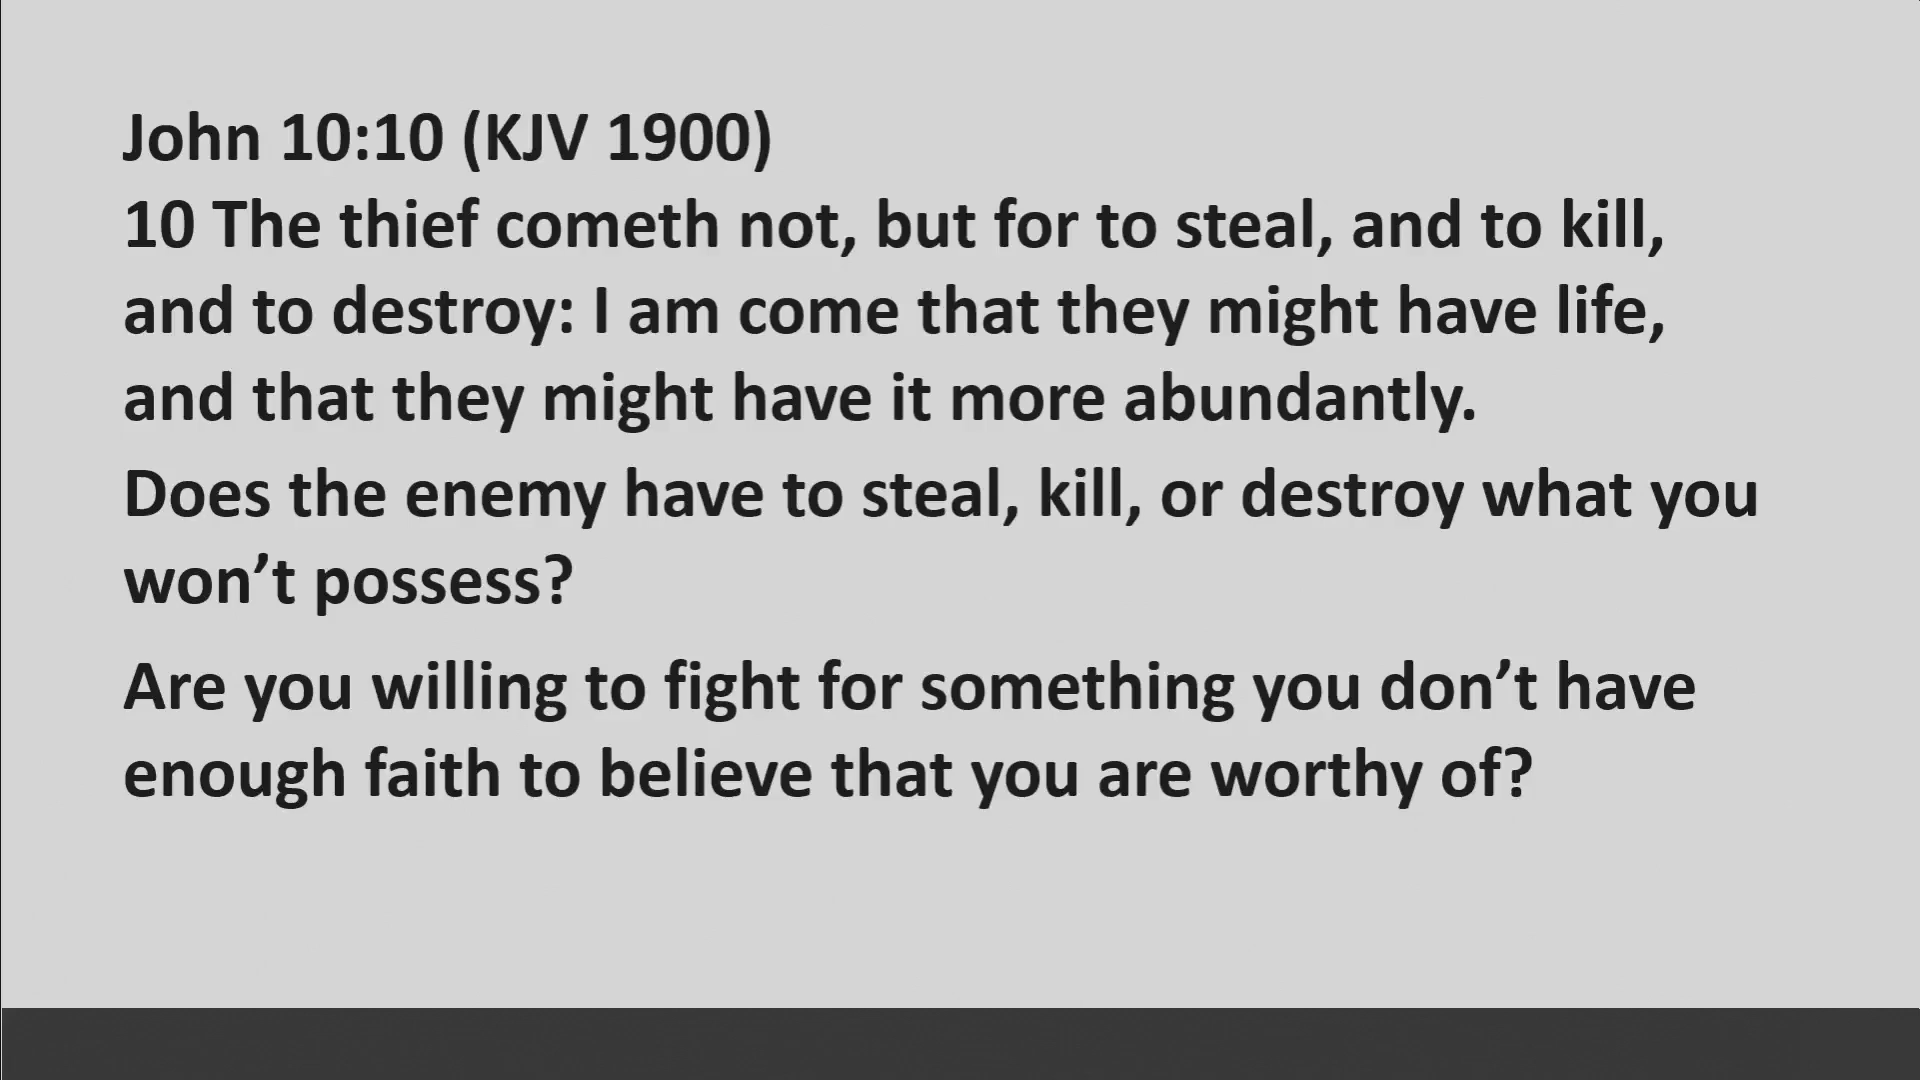 John 10:10 (KJV 1900)
10 The thief cometh not, but for to steal, and to kill,
and to destroy: I am come that they might have life,
and that they might have it more abundantly.
Does the enemy have to steal, kill, or destroy what you
won’t possess?
Are you willing to fight for something you don’t have
enough faith to believe that you are worthy of?